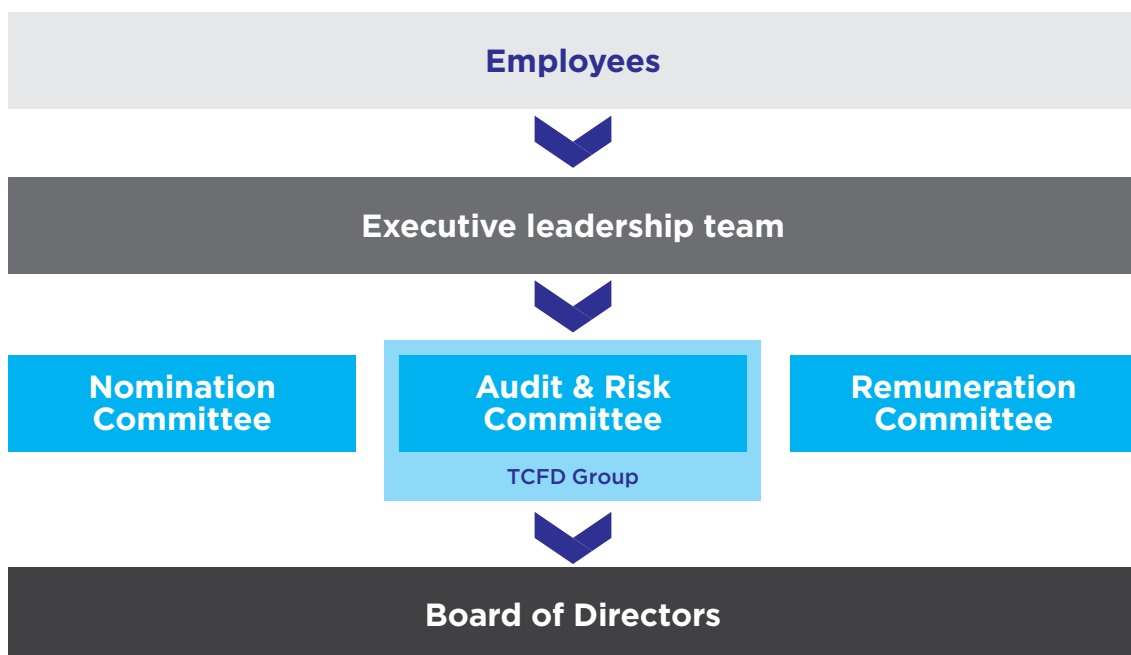 Employees
Executive leadership team
Nomination
Committee
Audit & Risk
Committee
TCFD Group
Remuneration
Committee
Board of Directors